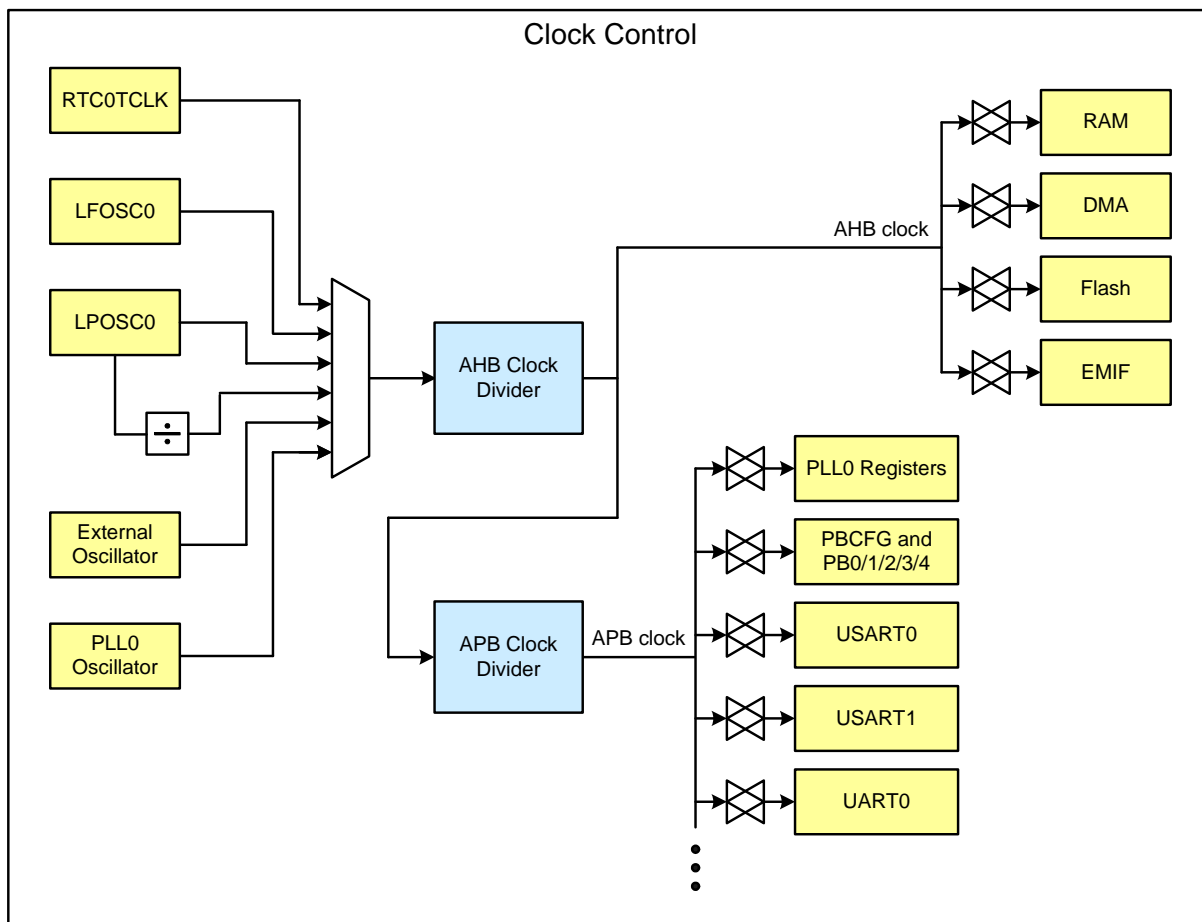 Clock Control
RTC0TCLK
LFOSC0
LPOSC0
÷
External
Oscillator
PLL0
Oscillator
AHB Clock
Divider
APB Clock
Divider
AHB clock
RAM
DMA
Flash
EMIF
APB clock
PLL0 Registers
PBCFG and
PB0/1/2/3/4
USART0
USART1
UART0